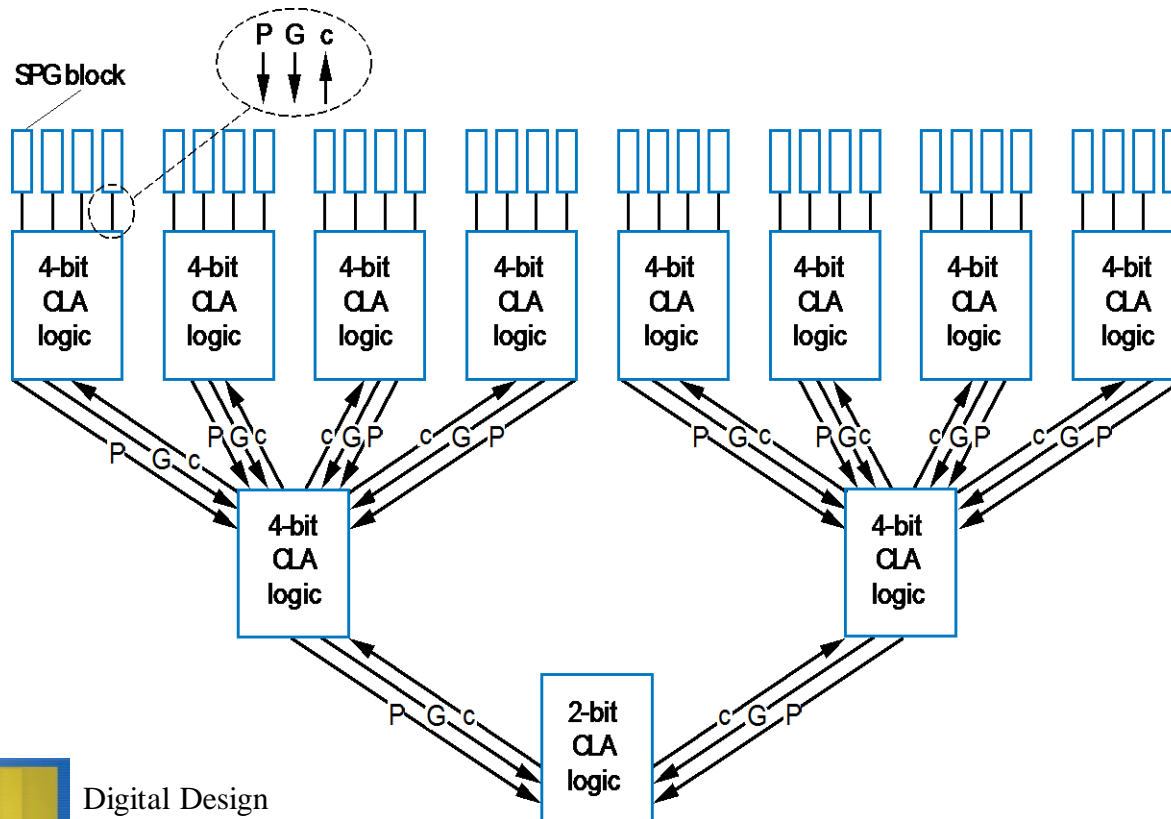 P G c
SPG block
4-bit 4-bit 4-bit 4-bit 4-bit 4-bit 4-bit 4-bit
CLA CLA CLA CLA CLA CLA CLA CLA
logic logic logic logic logic logic logic logic
P G c P G c c G P c G P P G c P G c c G P c G P
4-bit 4-bit
CLA CLA
logic logic
P G c c G P
2-bit
CLA
logic
Digital Design